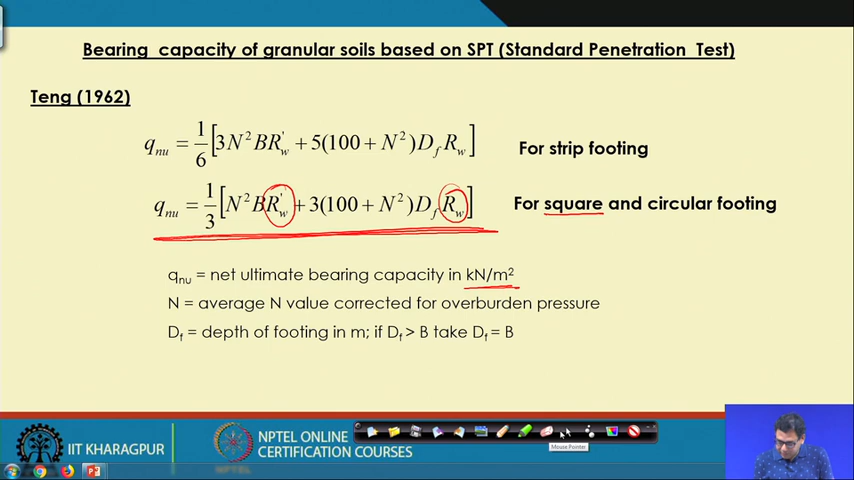 Bearing capacity of granular soils based on SPT (Standard Penetration Test)
Teng (1962)
q_nu = 1/6 [3N²BR'_w + 5(100 + N²)D_f R_w] For strip footing
q_nu = 1/3 [N²BR'_w + 3(100 + N²)D_f R_w] For square and circular footing
q_nu = net ultimate bearing capacity in kN/m²
N = average N value corrected for overburden pressure
D_f = depth of footing in m; if D_f > B take D_f = B
IIT KHARAGPUR
NPTEL ONLINE
CERTIFICATION COURSES
Mouse Pointer